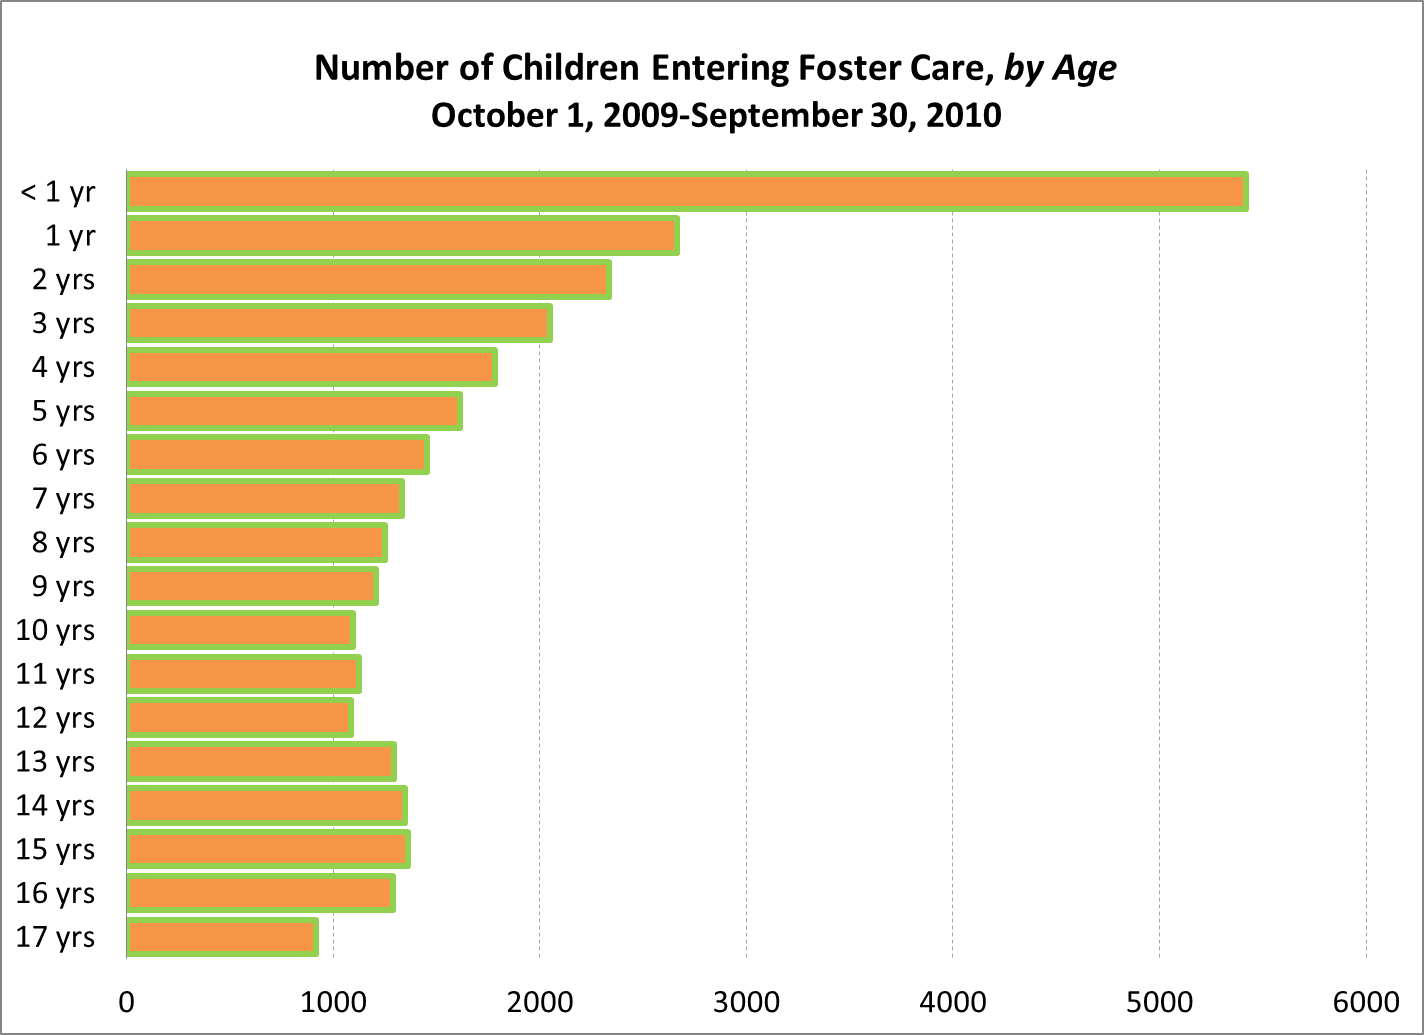 Number of Children Entering Foster Care, by Age
October 1, 2009-September 30, 2010
< 1 yr
1 yr
2 yrs
3 yrs
4 yrs
5 yrs
6 yrs
7 yrs
8 yrs
9 yrs
10 yrs
11 yrs
12 yrs
13 yrs
14 yrs
15 yrs
16 yrs
17 yrs
0 1000 2000 3000 4000 5000 6000